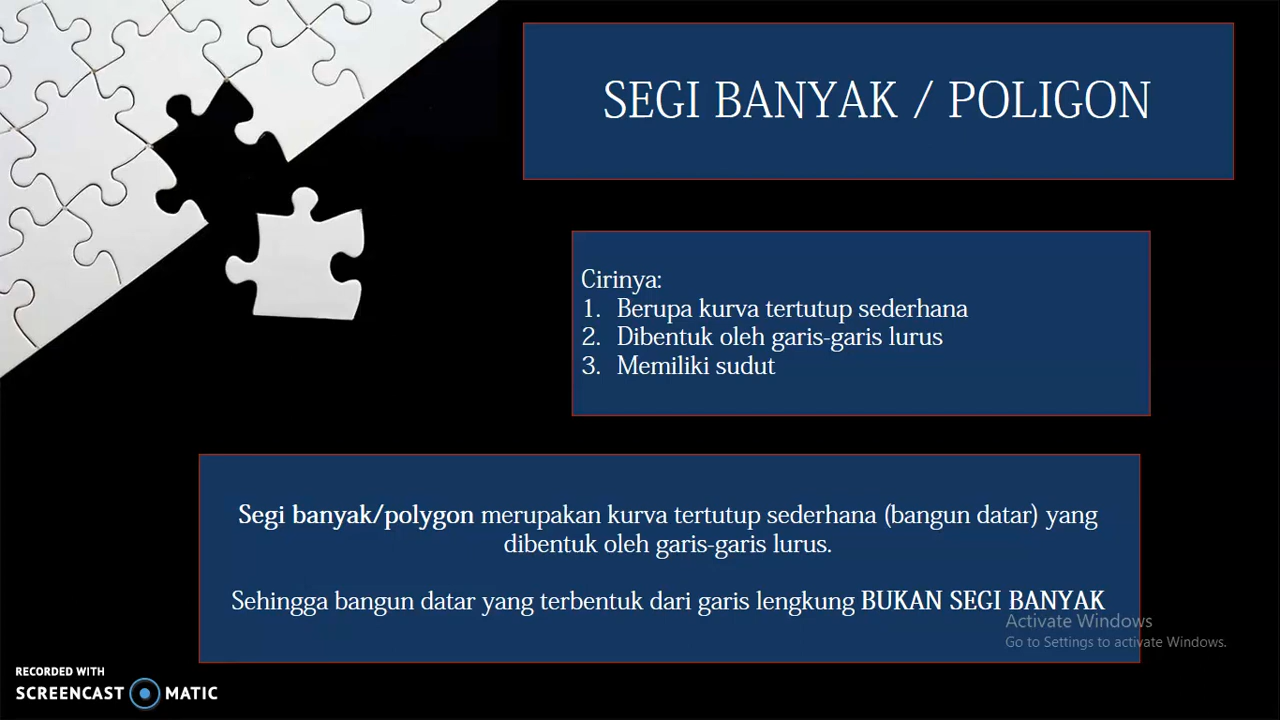 SEGI BANYAK / POLIGON
Cirinya:
1. Berupa kurva tertutup sederhana
2. Dibentuk oleh garis-garis lurus
3. Memiliki sudut
Segi banyak/polygon merupakan kurva tertutup sederhana (bangun datar) yang
dibentuk oleh garis-garis lurus.
Sehingga bangun datar yang terbentuk dari garis lengkung BUKAN SEGI BANYAK
Activate Windows
Go to Settings to activate Windows.
RECORDED WITH
SCREENCAST MATIC